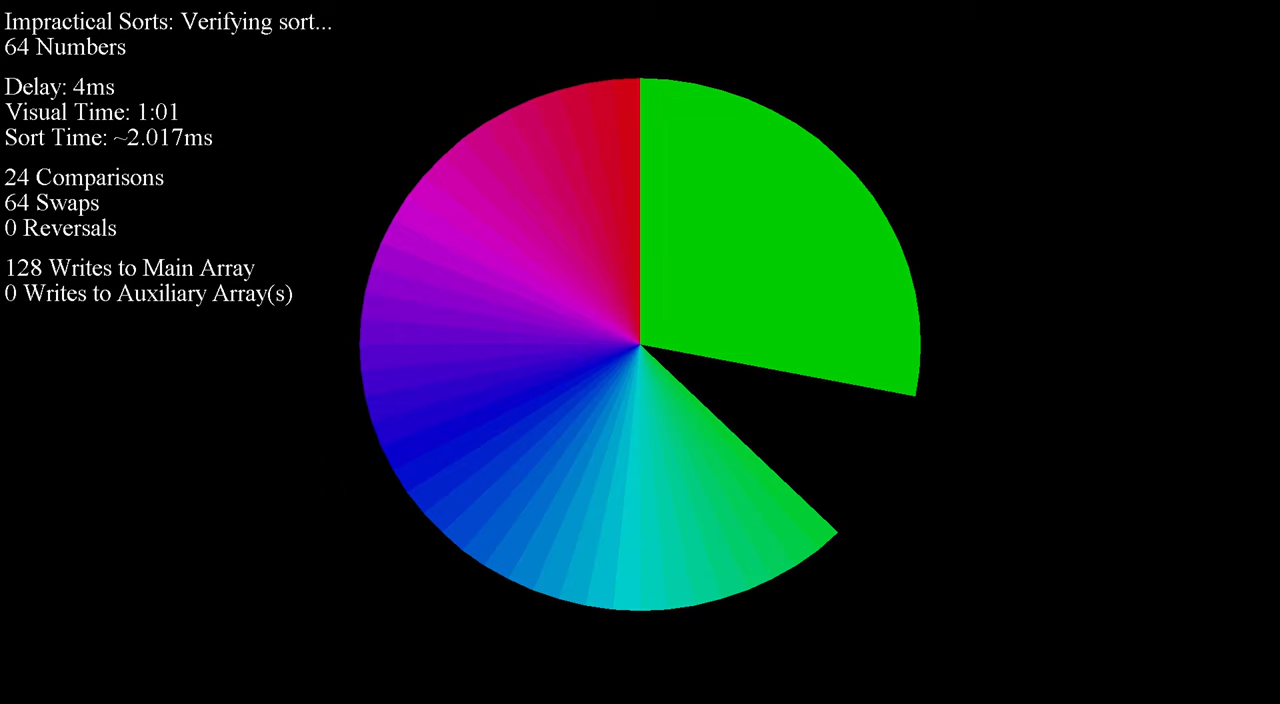 Impractical Sorts: Verifying sort...
64 Numbers
Delay: 4ms
Visual Time: 1:01
Sort Time: ~2.017ms
24 Comparisons
64 Swaps
0 Reversals
128 Writes to Main Array
0 Writes to Auxiliary Array(s)